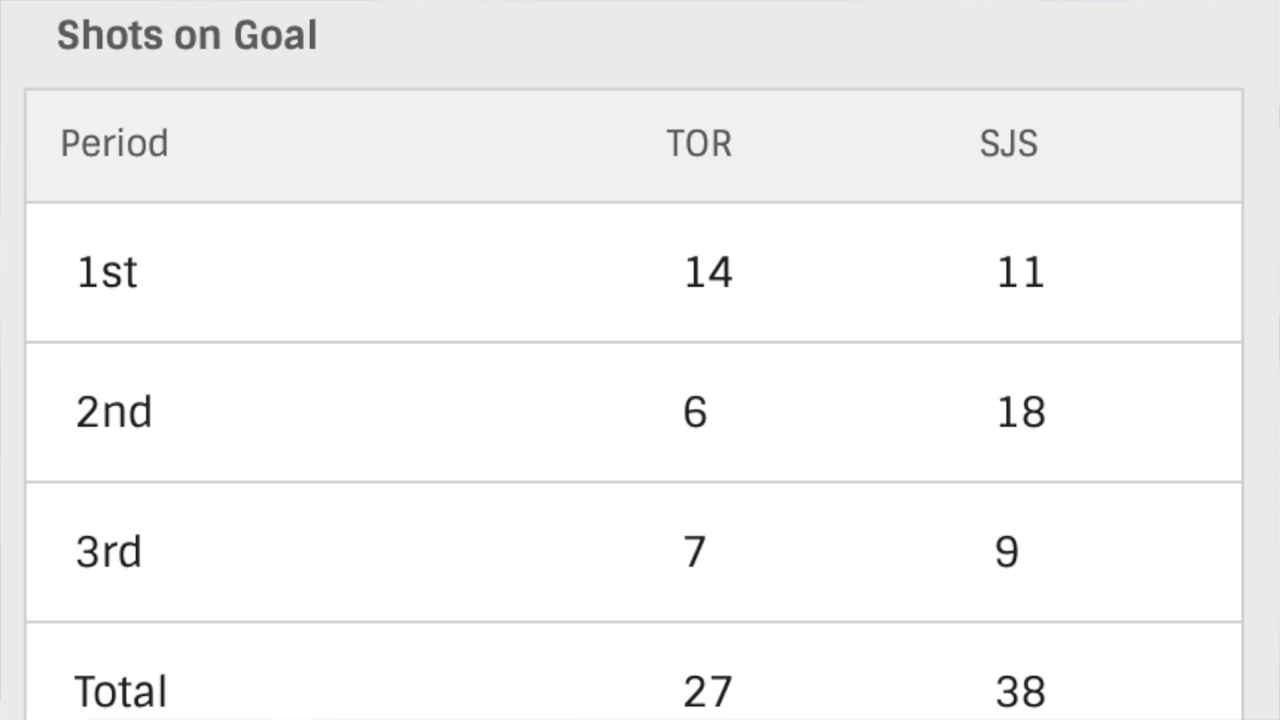 Shots on Goal
Period TOR SJS
1st 14 11
2nd 6 18
3rd 7 9
Total 27 38